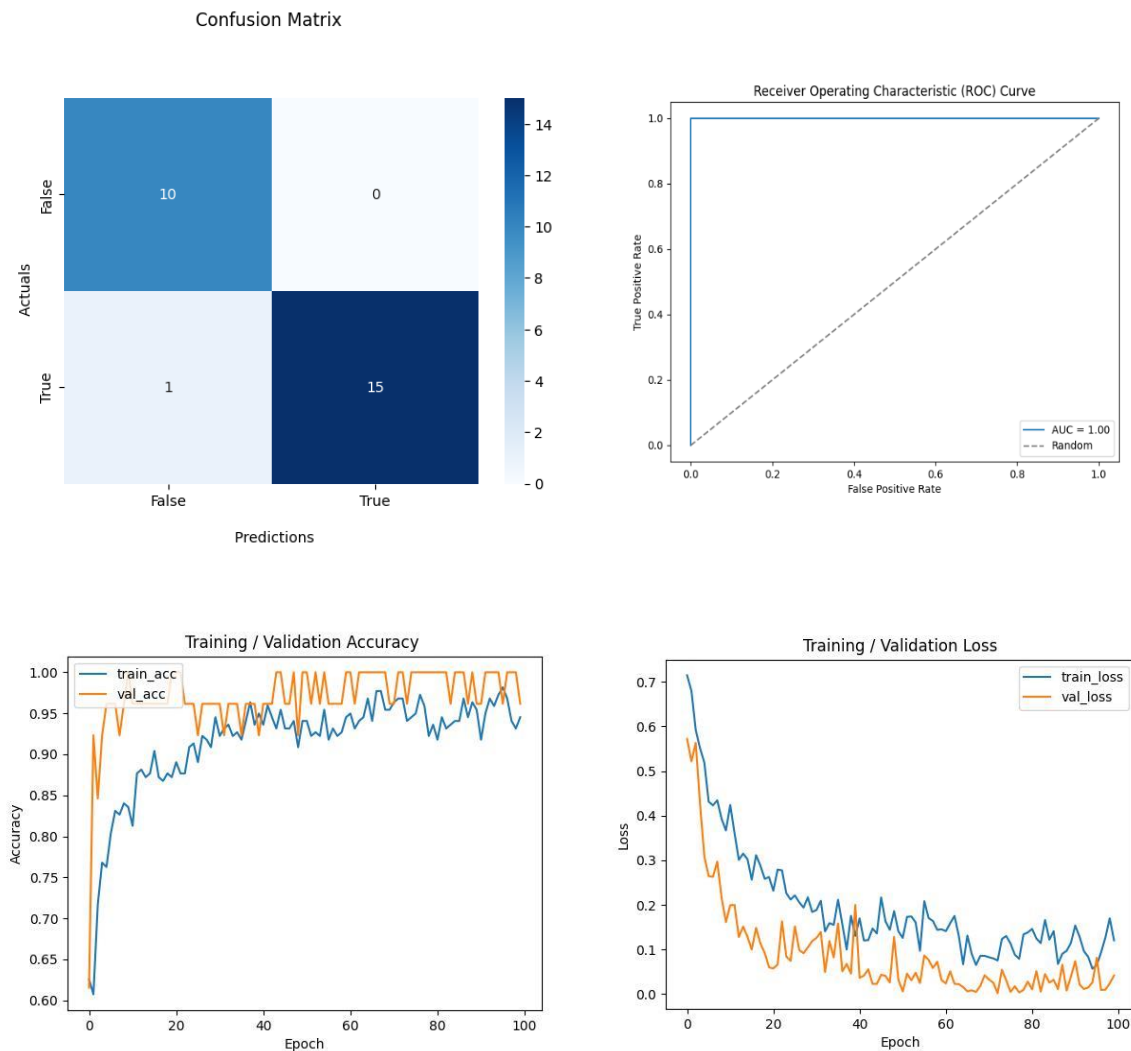 Confusion Matrix
False
True
Actuals
10
0
1
15
False
True
Predictions
14
12
10
8
6
4
2
0
Receiver Operating Characteristic (ROC) Curve
True Positive Rate
1.0
0.8
0.6
0.4
0.2
0.0
AUC = 1.00
Random
0.0 0.2 0.4 0.6 0.8 1.0
False Positive Rate
Training / Validation Accuracy
train_acc
val_acc
Accuracy
1.00
0.95
0.90
0.85
0.80
0.75
0.70
0.65
0.60
0 20 40 60 80 100
Epoch
Training / Validation Loss
train_loss
val_loss
Loss
0.7
0.6
0.5
0.4
0.3
0.2
0.1
0.0
0 20 40 60 80 100
Epoch